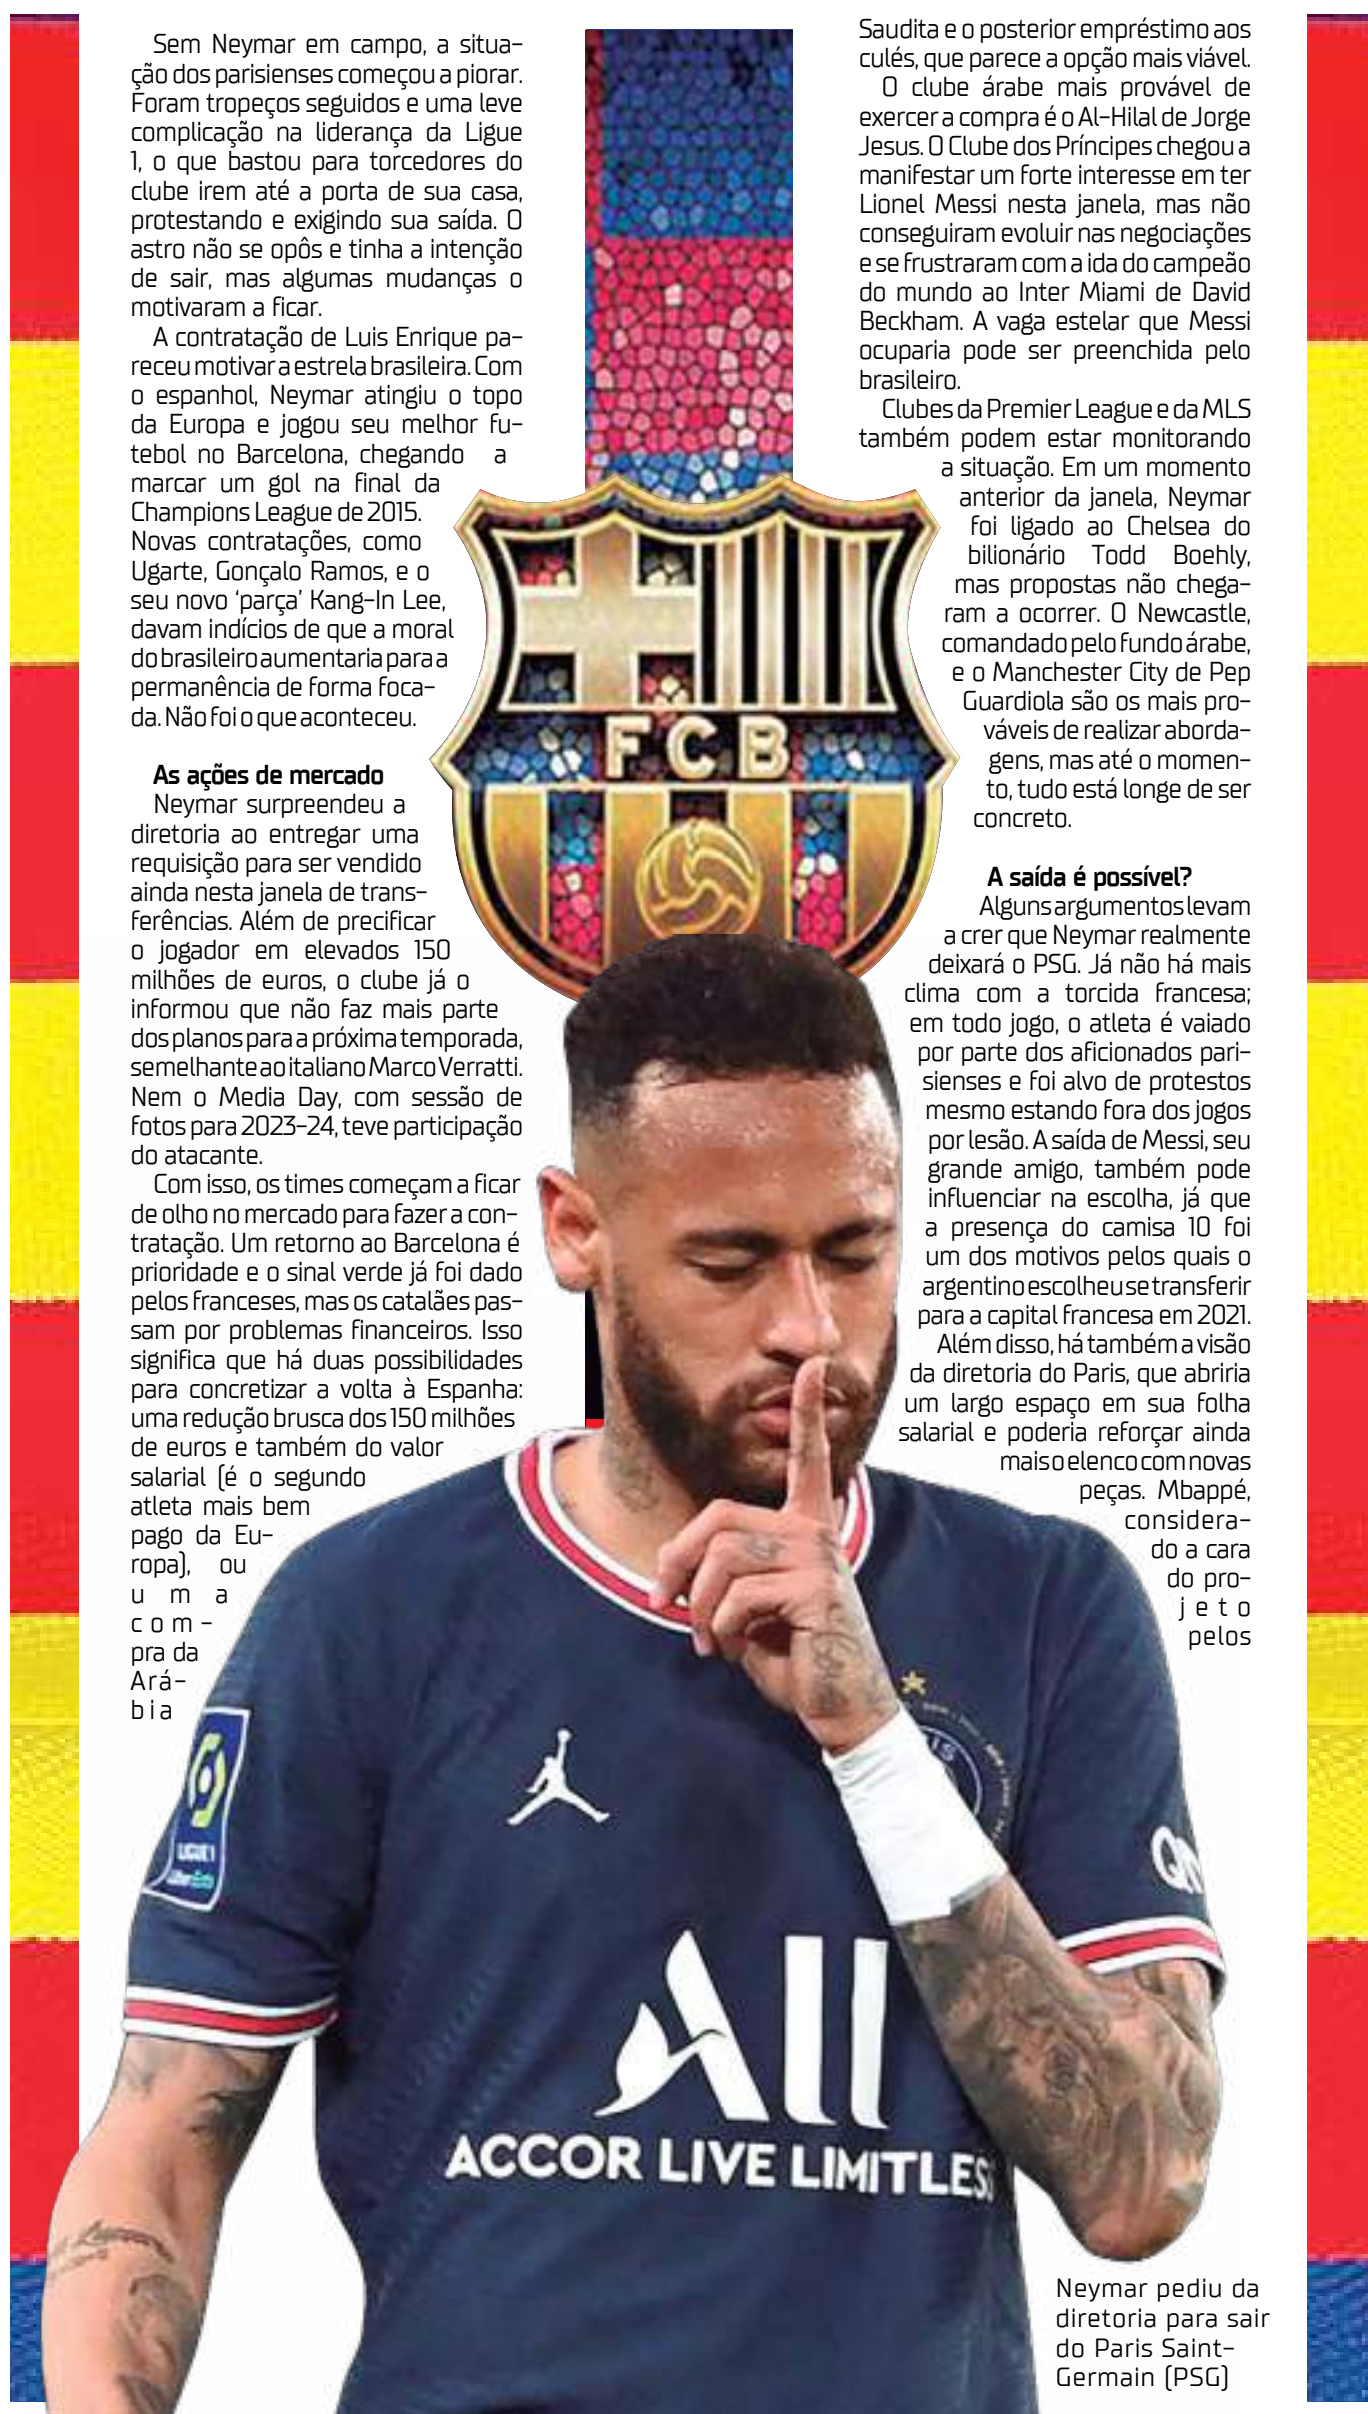 Sem Neymar em campo, a situa-
ção dos parisienses começou a piorar.
Foram tropeços seguidos e uma leve
complicação na liderança da Ligue
1, o que bastou para torcedores do
clube irem até a porta de sua casa,
protestando e exigindo sua saída. O
astro não se opôs e tinha a intenção
de sair, mas algumas mudanças o
motivaram a ficar.
A contratação de Luis Enrique pa-
receu motivar a estrela brasileira. Com
o espanhol, Neymar atingiu o topo
da Europa e jogou seu melhor fu-
tebol no Barcelona, chegando a
marcar um gol na final da
Champions League de 2015.
Novas contratações, como
Ugarte, Gonçalo Ramos, e o
seu novo ‘parça’ Kang-In Lee,
davam indícios de que a moral
do brasileiro aumentaria para a
permanência de forma foca-
da. Não foi o que aconteceu.
As ações de mercado
Neymar surpreendeu a
diretoria ao entregar uma
requisição para ser vendido
ainda nesta janela de trans-
ferências. Além de precificar
o jogador em elevados 150
milhões de euros, o clube já o
informou que não faz mais parte
dos planos para a próxima temporada,
semelhante ao italiano Marco Verratti.
Nem o Media Day, com sessão de
fotos para 2023-24, teve participação
do atacante.
Com isso, os times começam a ficar
de olho no mercado para fazer a con-
tratação. Um retorno ao Barcelona é
prioridade e o sinal verde já foi dado
pelos franceses, mas os catalães pas-
sam por problemas financeiros. Isso
significa que há duas possibilidades
para concretizar a volta à Espanha:
uma redução brusca dos 150 milhões
de euros e também do valor
salarial (é o segundo
atleta mais bem
pago da Eu-
ropa), ou
uma
com-
pra da
Ará-
bia
Saudita e o posterior empréstimo aos
culés, que parece a opção mais viável.
O clube árabe mais provável de
exercer a compra é o Al-Hilal de Jorge
Jesus. O Clube dos Príncipes chegou a
manifestar um forte interesse em ter
Lionel Messi nesta janela, mas não
conseguiram evoluir nas negociações
e se frustraram com a ida do campeão
do mundo ao Inter Miami de David
Beckham. A vaga estelar que Messi
ocuparia pode ser preenchida pelo
brasileiro.
Clubes da Premier League e da MLS
também podem estar monitorando
a situação. Em um momento
anterior da janela, Neymar
foi ligado ao Chelsea do
bilionário Todd Boehly,
mas propostas não chega-
ram a ocorrer. O Newcastle,
comandado pelo fundo árabe,
e o Manchester City de Pep
Guardiola são os mais pro-
váveis de realizar aborda-
gens, mas até o momen-
to, tudo está longe de ser
concreto.
A saída é possível?
Alguns argumentos levam
a crer que Neymar realmente
deixará o PSG. Já não há mais
clima com a torcida francesa;
em todo jogo, o atleta é vaiado
por parte dos aficionados pari-
sienses e foi alvo de protestos
mesmo estando fora dos jogos
por lesão. A saída de Messi, seu
grande amigo, também pode
influenciar na escolha, já que
a presença do camisa 10 foi
um dos motivos pelos quais o
argentino escolheu se transferir
para a capital francesa em 2021.
Além disso, há também a visão
da diretoria do Paris, que abriria
um largo espaço em sua folha
salarial e poderia reforçar ainda
mais o elenco com novas
peças. Mbappé,
considera-
do a cara
do pro-
jeto
pelos
FCB
LIGUE 1
All
ACCOR LIVE LIMITLESS
Neymar pediu da
diretoria para sair
do Paris Saint-
Germain (PSG)